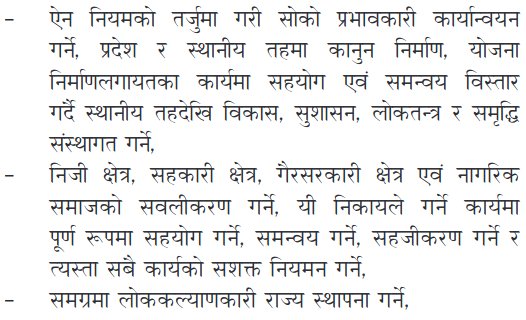 – ऐन नियमको तर्जुमा गरी सोको प्रभावकारी कार्यान्वयन
गर्ने, प्रदेश र स्थानीय तहमा कानुन निर्माण, योजना
निर्माणलगायतका कार्यमा सहयोग एवं समन्वय विस्तार
गर्दै स्थानीय तहदेखि विकास, सुशासन, लोकतन्त्र र समृद्धि
संस्थागत गर्ने,
– निजी क्षेत्र, सहकारी क्षेत्र, गैरसरकारी क्षेत्र एवं नागरिक
समाजको सवलीकरण गर्ने, यी निकायले गर्ने कार्यमा
पूर्ण रूपमा सहयोग गर्ने, समन्वय गर्ने, सहजीकरण गर्ने र
त्यस्ता सबै कार्यको सशक्त नियमन गर्ने,
– समग्रमा लोककल्याणकारी राज्य स्थापना गर्ने,